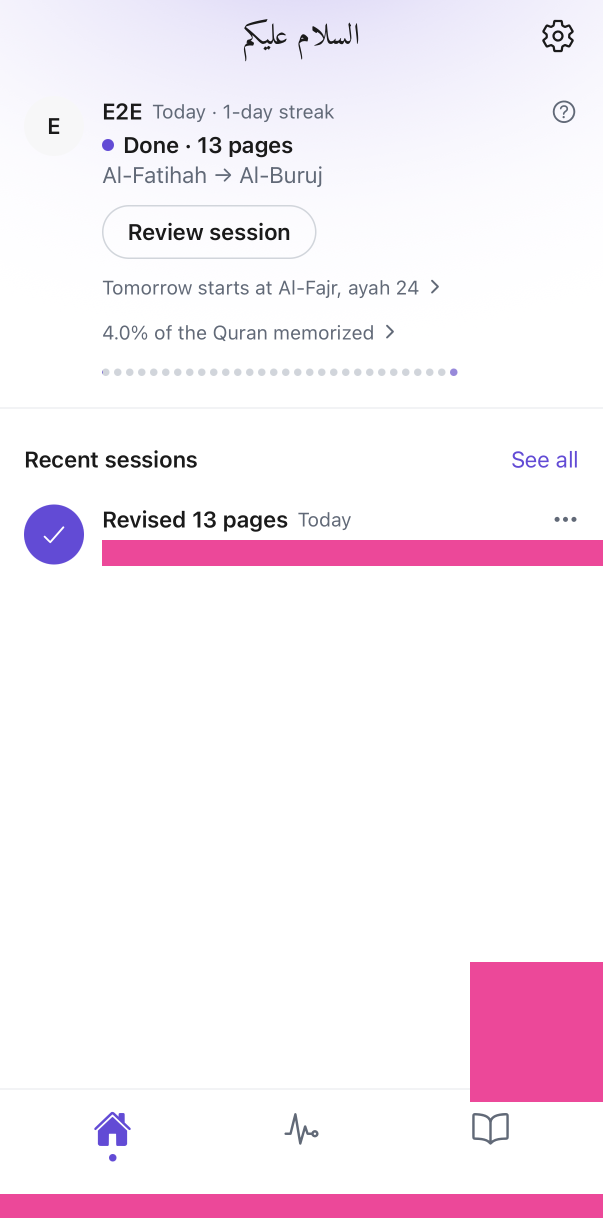 السلام عليكم
E
E2E Today · 1-day streak
Done · 13 pages
Al-Fatihah → Al-Buruj
Review session
Tomorrow starts at Al-Fajr, ayah 24
4.0% of the Quran memorized
Recent sessions See all
Revised 13 pages Today